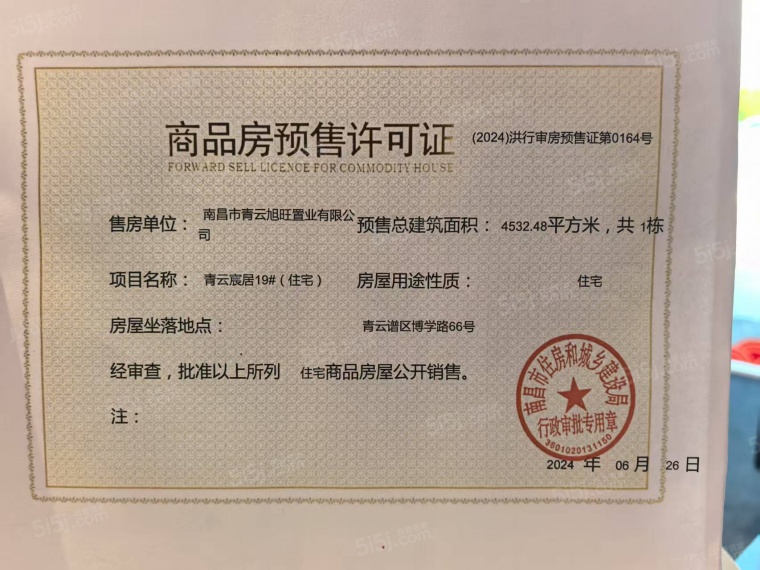 商品房预售许可证 (2024)洪行审房预售证第0164号
FORWARD SELL LICENCE FOR COMMODITY HOUSE
售房单位： 南昌市青云旭旺置业有限公司 预售总建筑面积： 4532.48平方米，共 1栋
项目名称： 青云宸居19#（住宅） 房屋用途性质： 住宅
房屋坐落地点： 青云谱区博学路66号
经审查，批准以上所列 住宅商品房屋公开销售。
注：
南昌市住房和城乡建设局
行政审批专用章
3601020131150
2024 年 06 月 26 日
5i5j.com